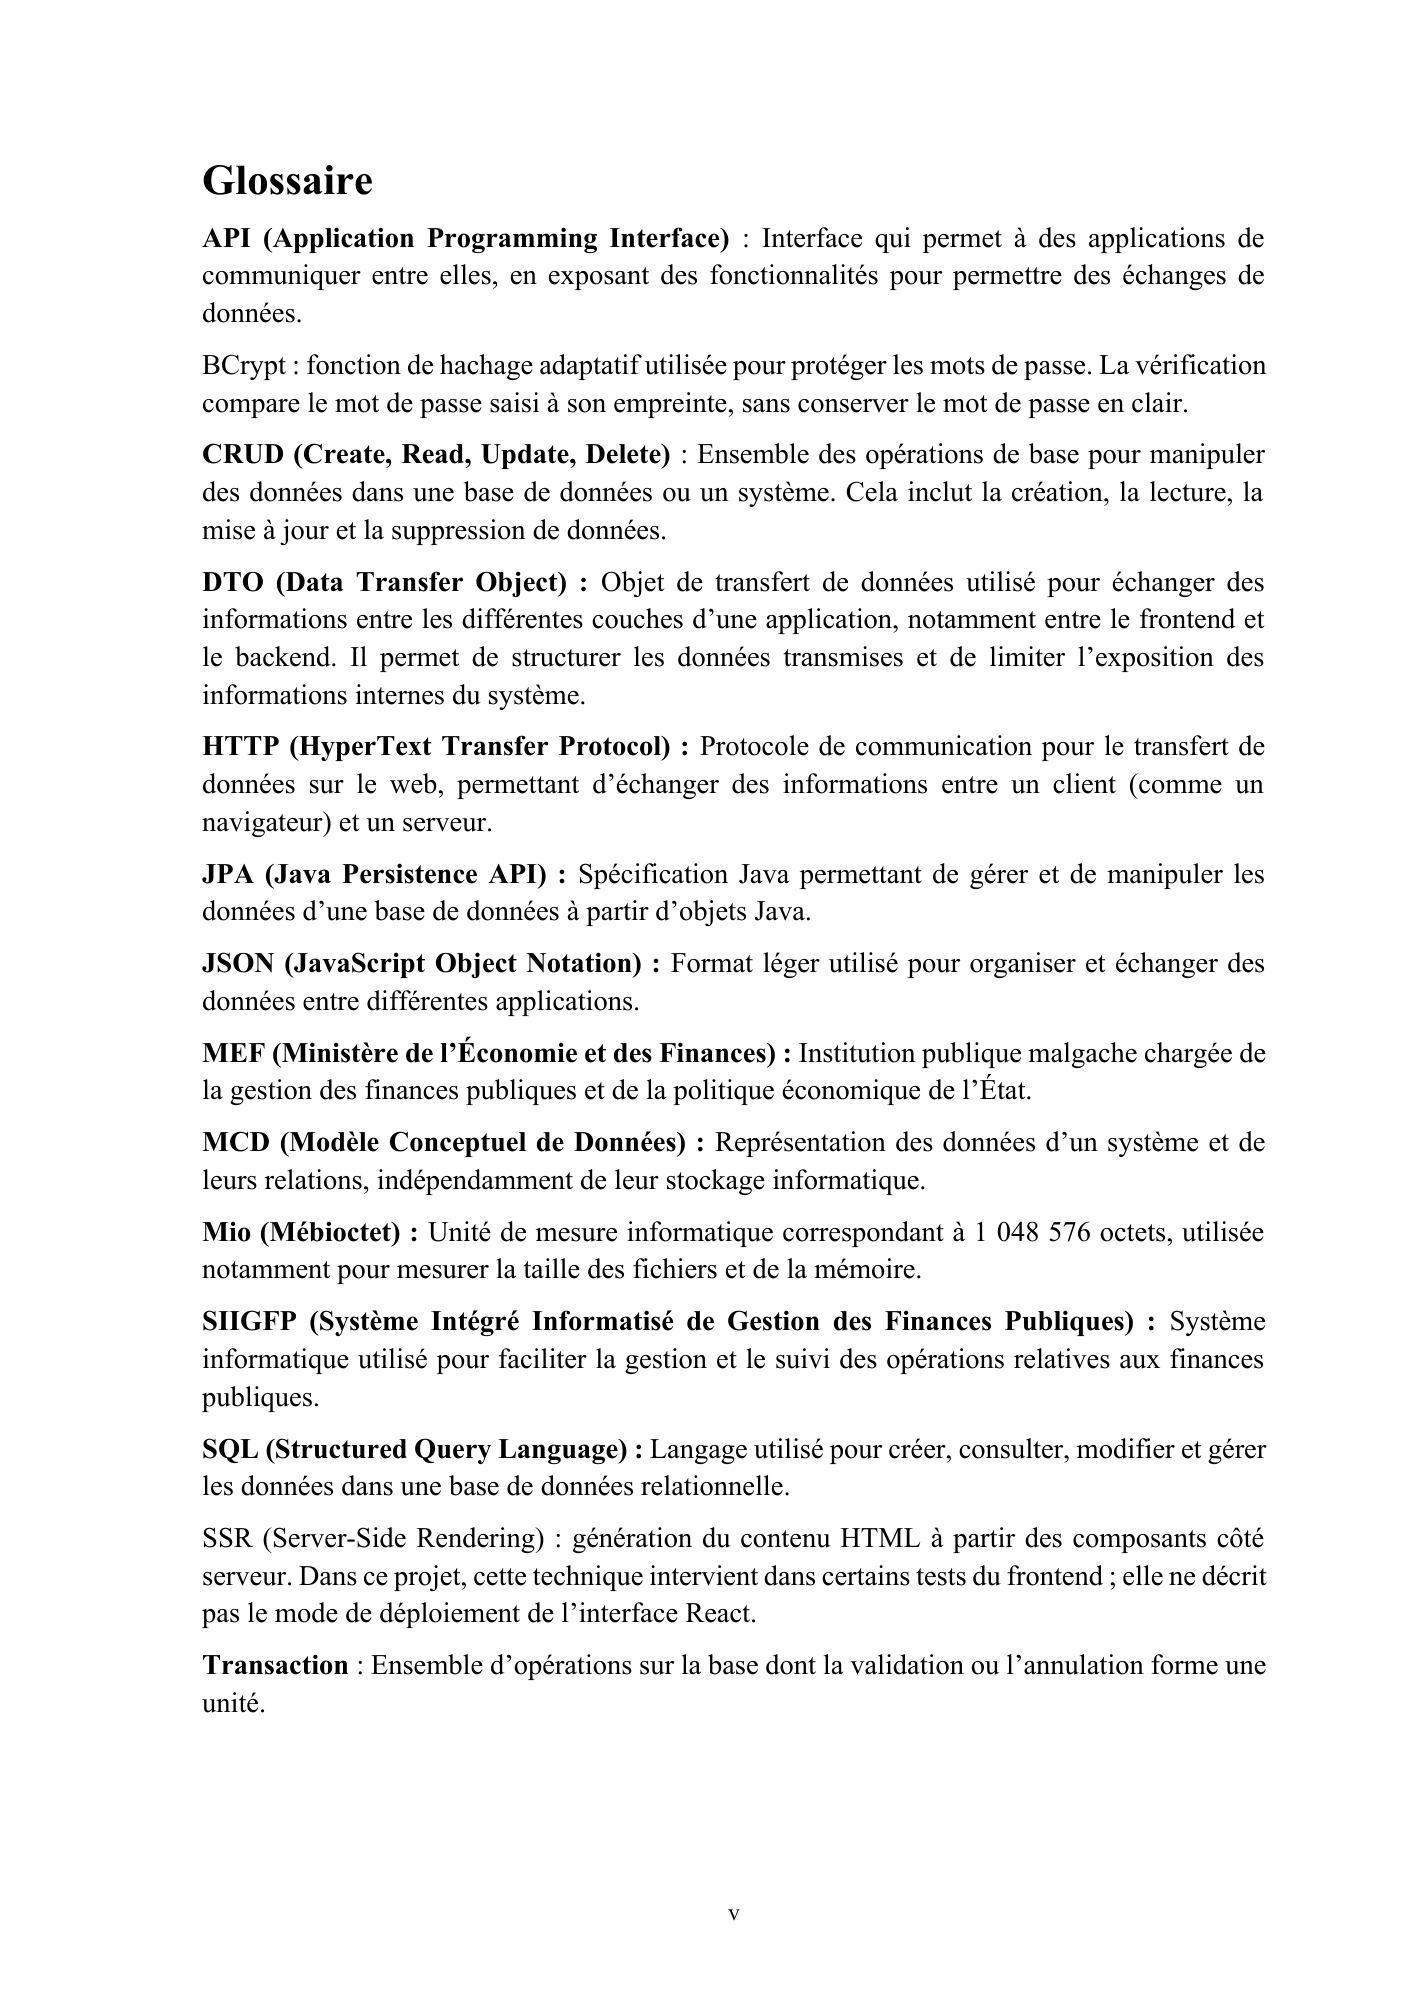 Glossaire
API (Application Programming Interface) : Interface qui permet à des applications de
communiquer entre elles, en exposant des fonctionnalités pour permettre des échanges de
données.
BCrypt : fonction de hachage adaptatif utilisée pour protéger les mots de passe. La vérification
compare le mot de passe saisi à son empreinte, sans conserver le mot de passe en clair.
CRUD (Create, Read, Update, Delete) : Ensemble des opérations de base pour manipuler
des données dans une base de données ou un système. Cela inclut la création, la lecture, la
mise à jour et la suppression de données.
DTO (Data Transfer Object) : Objet de transfert de données utilisé pour échanger des
informations entre les différentes couches d’une application, notamment entre le frontend et
le backend. Il permet de structurer les données transmises et de limiter l’exposition des
informations internes du système.
HTTP (HyperText Transfer Protocol) : Protocole de communication pour le transfert de
données sur le web, permettant d’échanger des informations entre un client (comme un
navigateur) et un serveur.
JPA (Java Persistence API) : Spécification Java permettant de gérer et de manipuler les
données d’une base de données à partir d’objets Java.
JSON (JavaScript Object Notation) : Format léger utilisé pour organiser et échanger des
données entre différentes applications.
MEF (Ministère de l’Économie et des Finances) : Institution publique malgache chargée de
la gestion des finances publiques et de la politique économique de l’État.
MCD (Modèle Conceptuel de Données) : Représentation des données d’un système et de
leurs relations, indépendamment de leur stockage informatique.
Mio (Mébioctet) : Unité de mesure informatique correspondant à 1 048 576 octets, utilisée
notamment pour mesurer la taille des fichiers et de la mémoire.
SIIGFP (Système Intégré Informatisé de Gestion des Finances Publiques) : Système
informatique utilisé pour faciliter la gestion et le suivi des opérations relatives aux finances
publiques.
SQL (Structured Query Language) : Langage utilisé pour créer, consulter, modifier et gérer
les données dans une base de données relationnelle.
SSR (Server-Side Rendering) : génération du contenu HTML à partir des composants côté
serveur. Dans ce projet, cette technique intervient dans certains tests du frontend ; elle ne décrit
pas le mode de déploiement de l’interface React.
Transaction : Ensemble d’opérations sur la base dont la validation ou l’annulation forme une
unité.
v